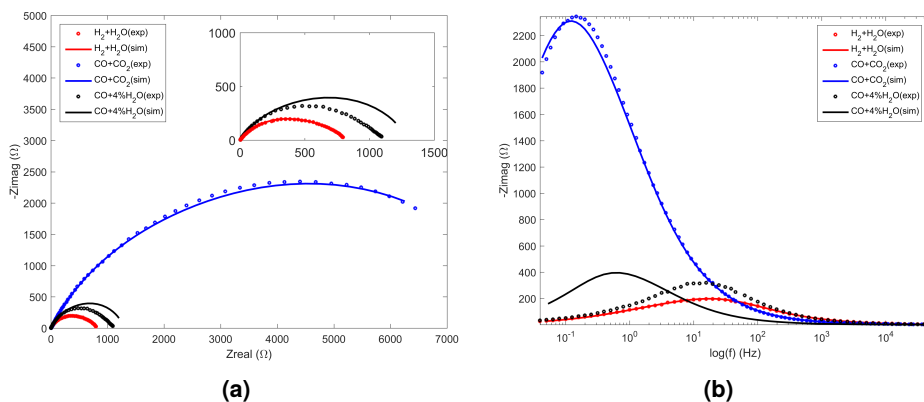 5000
4500
4000
3500
3000
2500
2000
1500
1000
500
0
-Zimag (Ω)
0 1000 2000 3000 4000 5000 6000 7000
Zreal (Ω)
H2+H2O(exp)
H2+H2O(sim)
CO+CO2(exp)
CO+CO2(sim)
CO+4%H2O(exp)
CO+4%H2O(sim)
1000
500
0
0 500 1000 1500
(a)
2200
2000
1800
1600
1400
1200
1000
800
600
400
200
-Zimag (Ω)
10-1 100 101 102 103 104
log(f) (Hz)
H2+H2O(exp)
H2+H2O(sim)
CO+CO2(exp)
CO+CO2(sim)
CO+4%H2O(exp)
CO+4%H2O(sim)
(b)